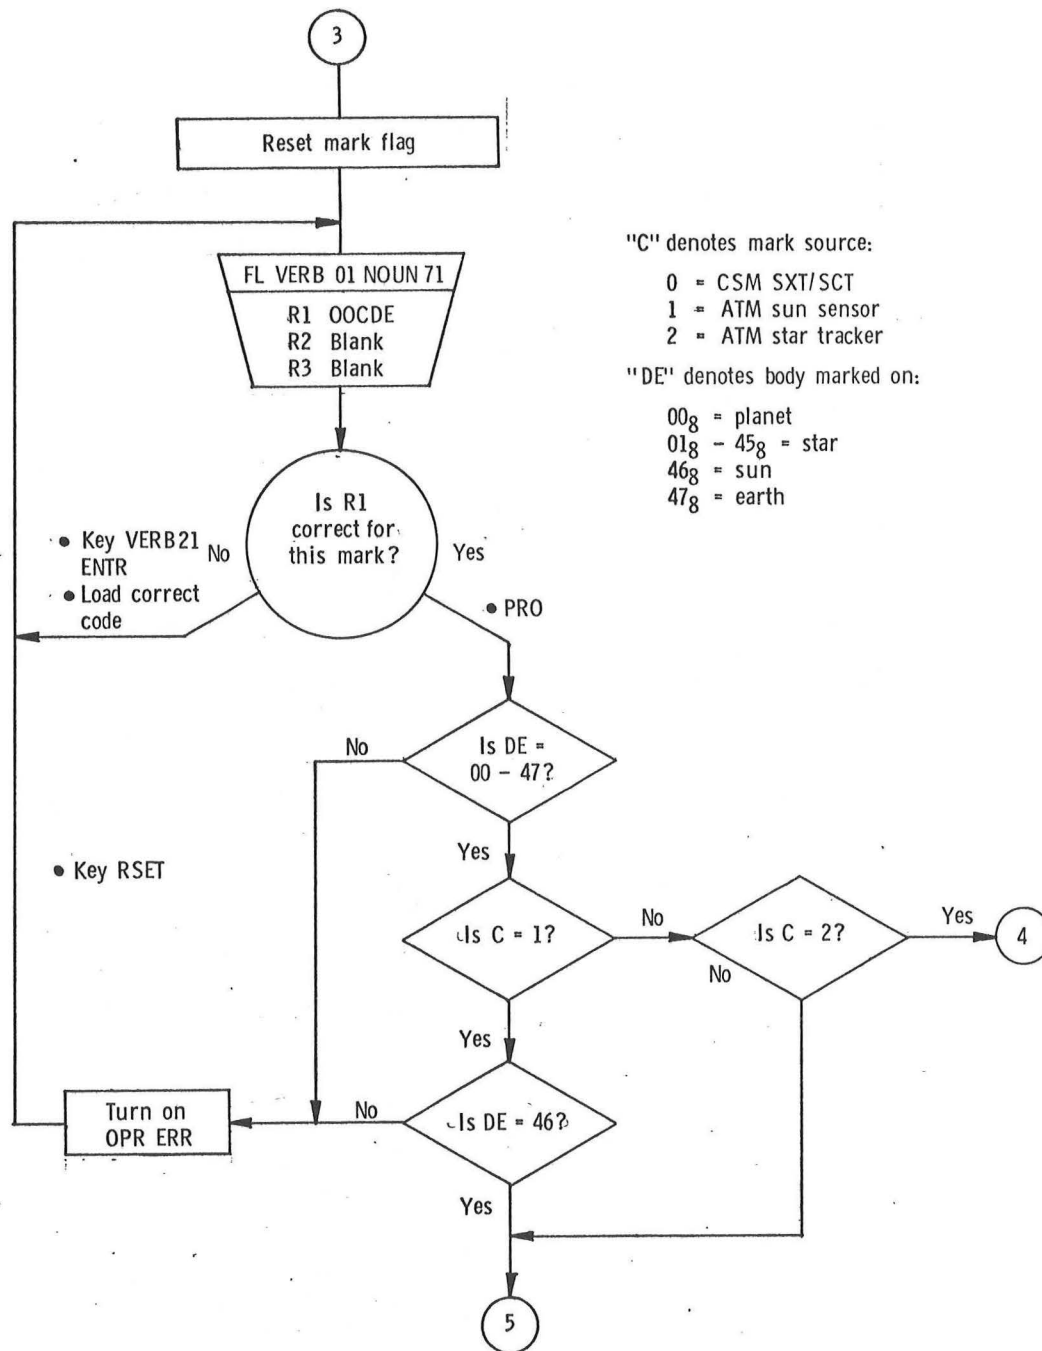 3
Reset mark flag
FL VERB 01 NOUN 71
R1 OOCDE
R2 Blank
R3 Blank
"C" denotes mark source:
0 = CSM SXT/SCT
1 = ATM sun sensor
2 = ATM star tracker
"DE" denotes body marked on:
00₈ = planet
01₈ - 45₈ = star
46₈ = sun
47₈ = earth
Is R1
correct for
this mark?
• Key VERB 21
ENTR
• Load correct
code
No
Yes
• PRO
Is DE =
00 - 47?
No
Yes
• Key RSET
Is C = 1?
No
Is C = 2?
Yes
4
No
Yes
Turn on
OPR ERR
No
Is DE = 46?
Yes
5